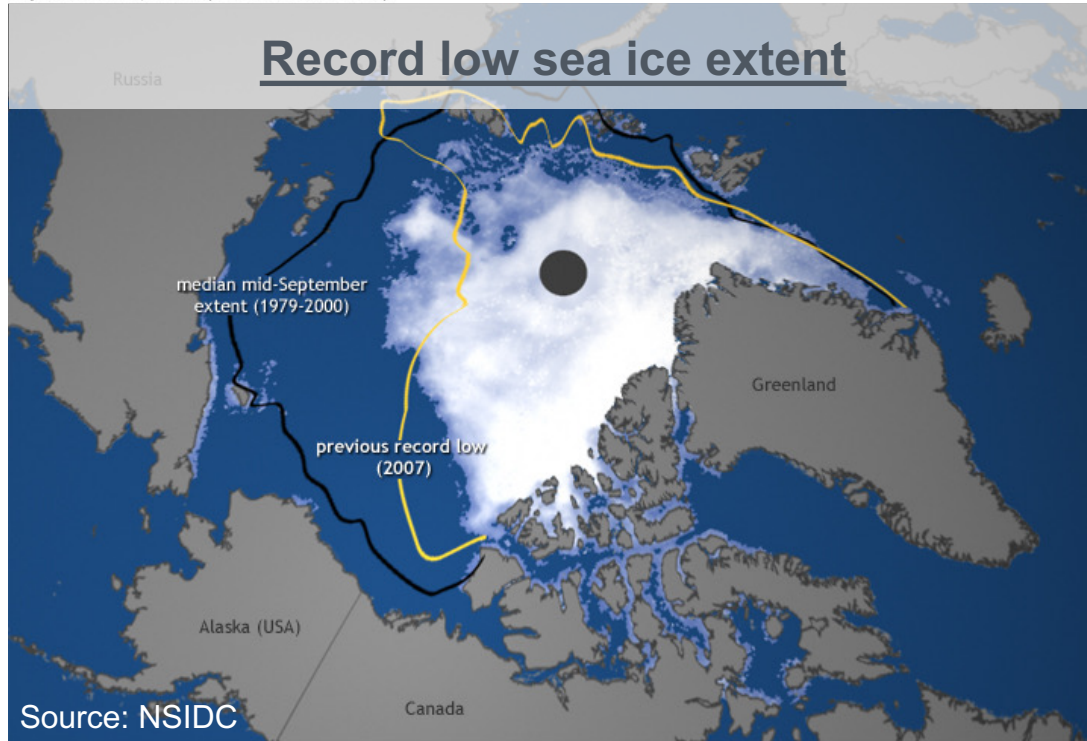 Record low sea ice extent
Russia
median mid-September
extent (1979-2000)
Greenland
previous record low
(2007)
Alaska (USA)
Canada
Source: NSIDC